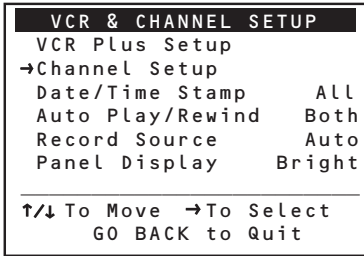 VCR & CHANNEL SETUP
VCR Plus Setup
→Channel Setup
Date/Time Stamp All
Auto Play/Rewind Both
Record Source Auto
Panel Display Bright
↑/↓ To Move →To Select
GO BACK to Quit